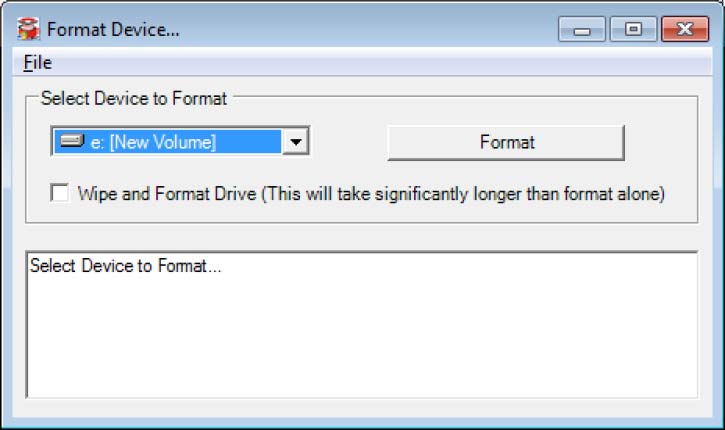 Format Device...
File
Select Device to Format
e: [New Volume]
Format
Wipe and Format Drive (This will take significantly longer than format alone)
Select Device to Format...